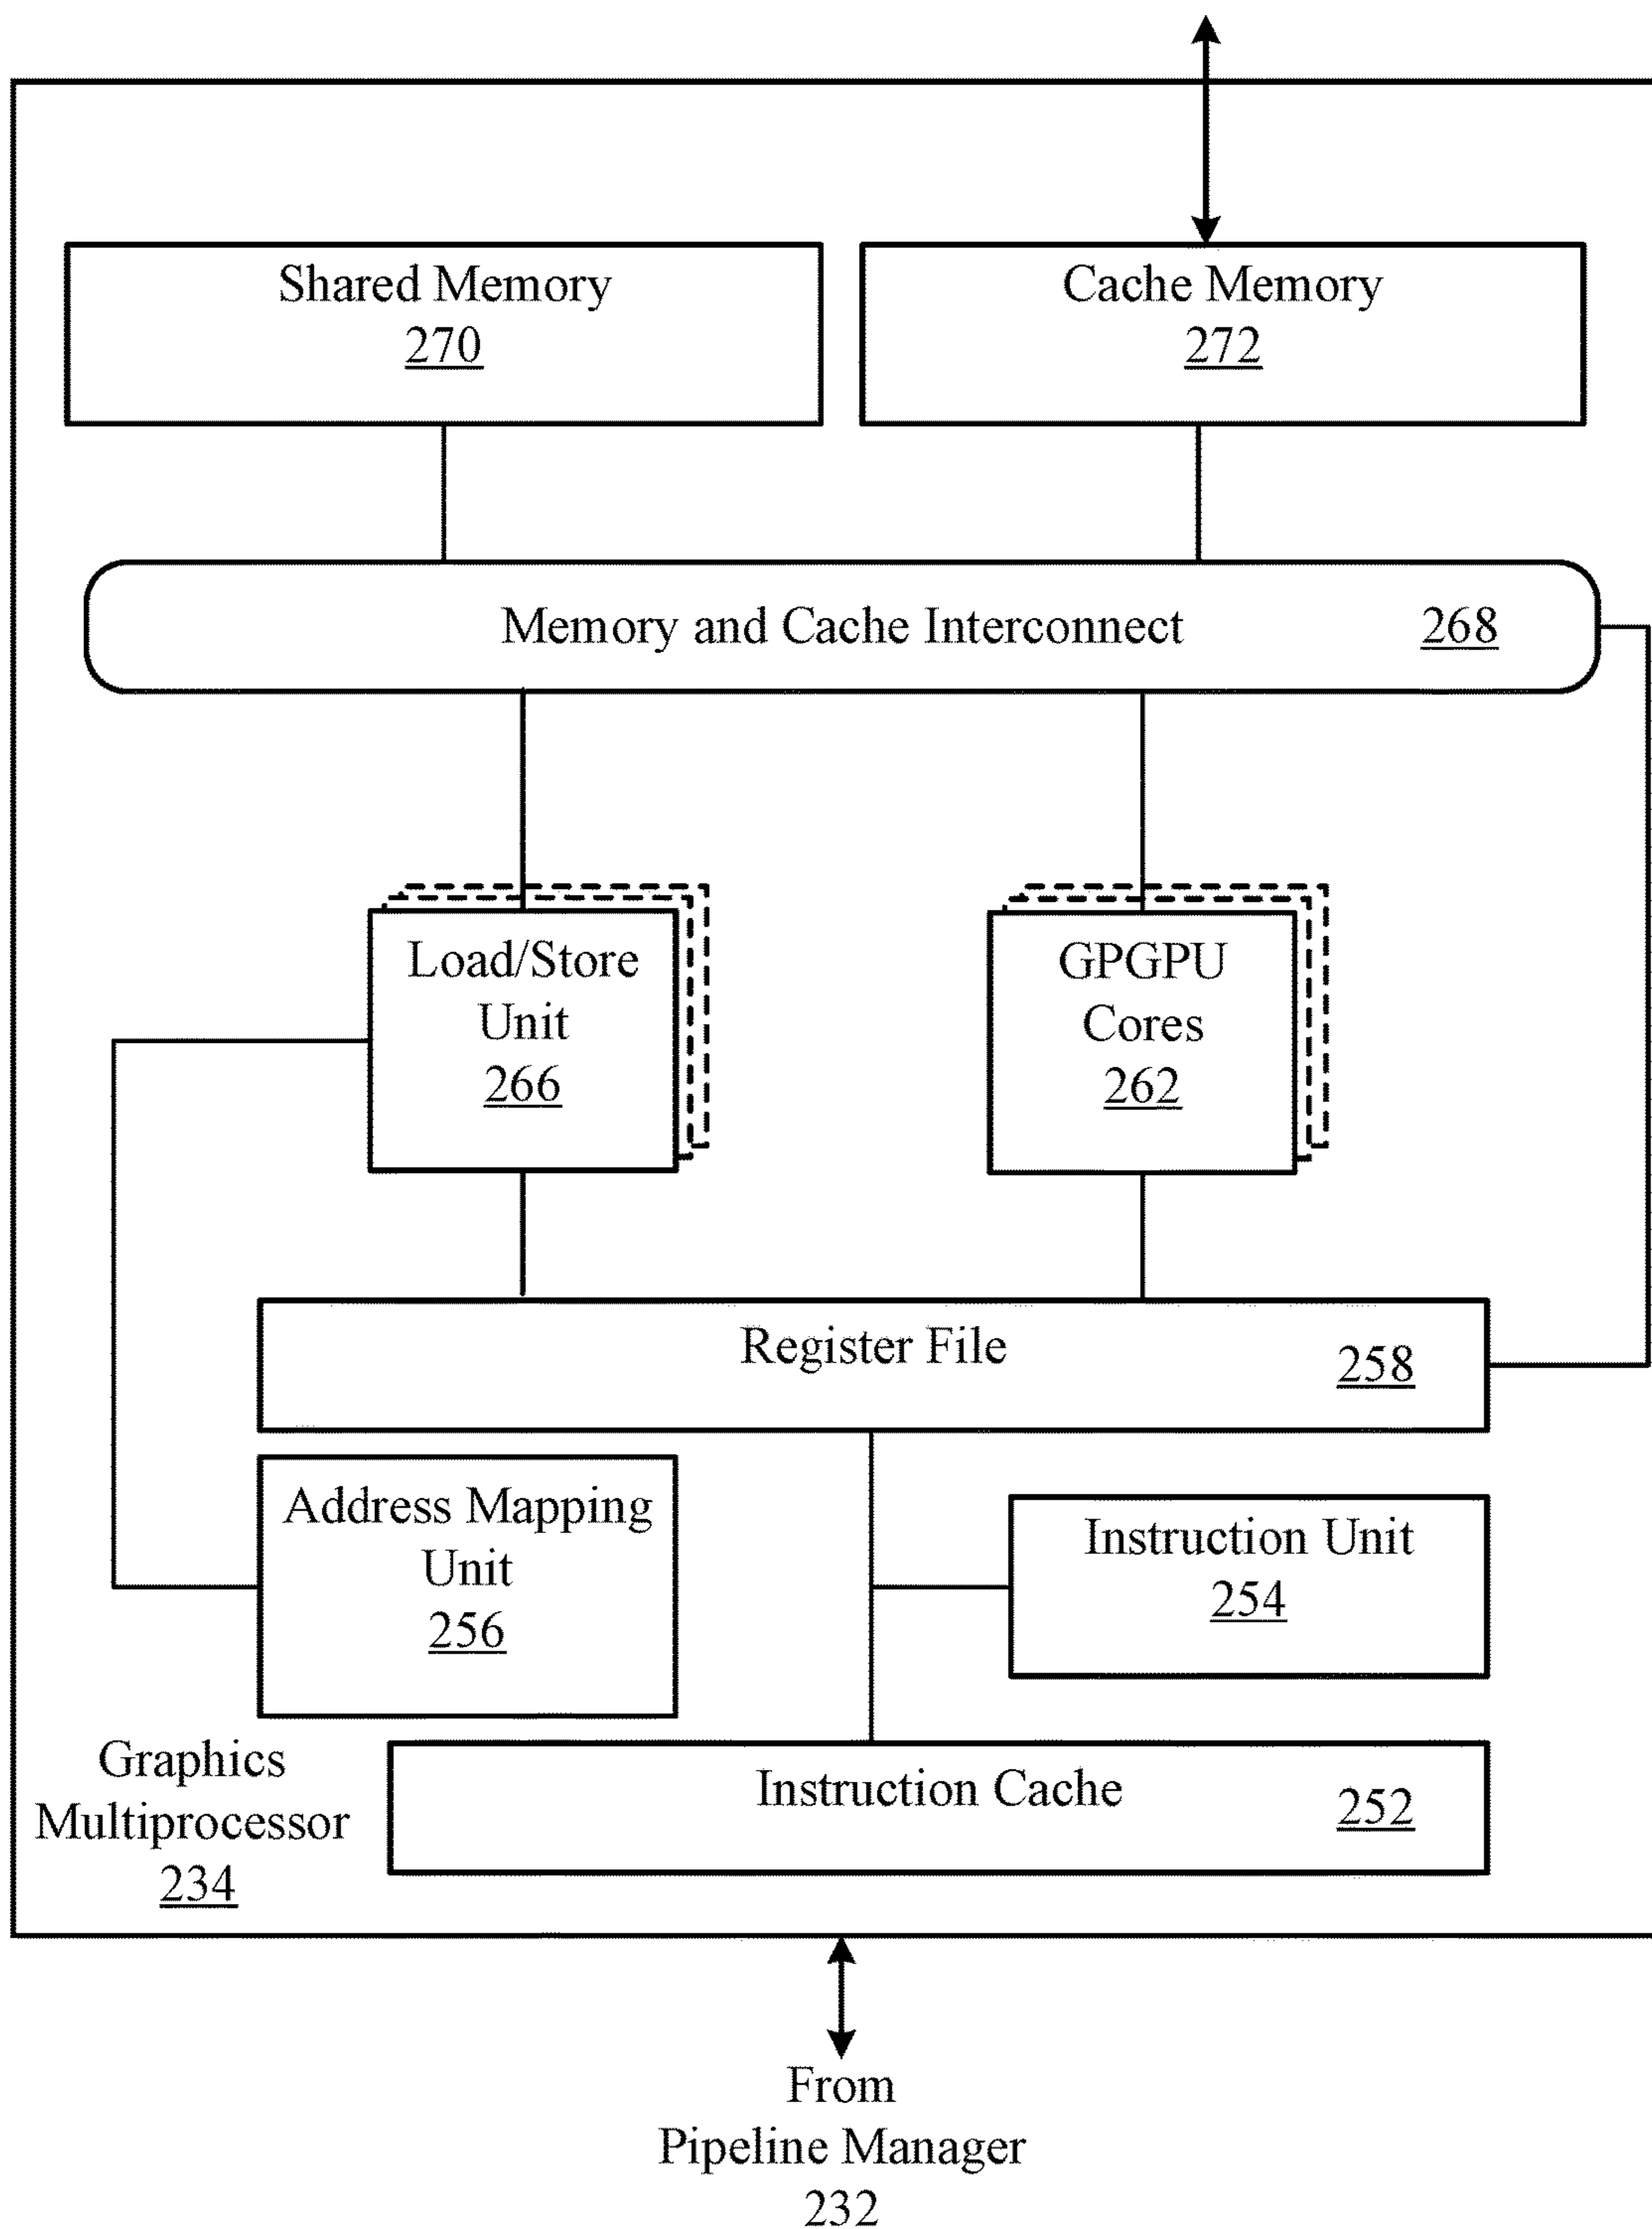 Shared Memory
270
Cache Memory
272
Memory and Cache Interconnect 268
Load/Store
Unit
266
GPGPU
Cores
262
Register File 258
Address Mapping
Unit
256
Instruction Unit
254
Graphics
Multiprocessor
234
Instruction Cache 252
From
Pipeline Manager
232